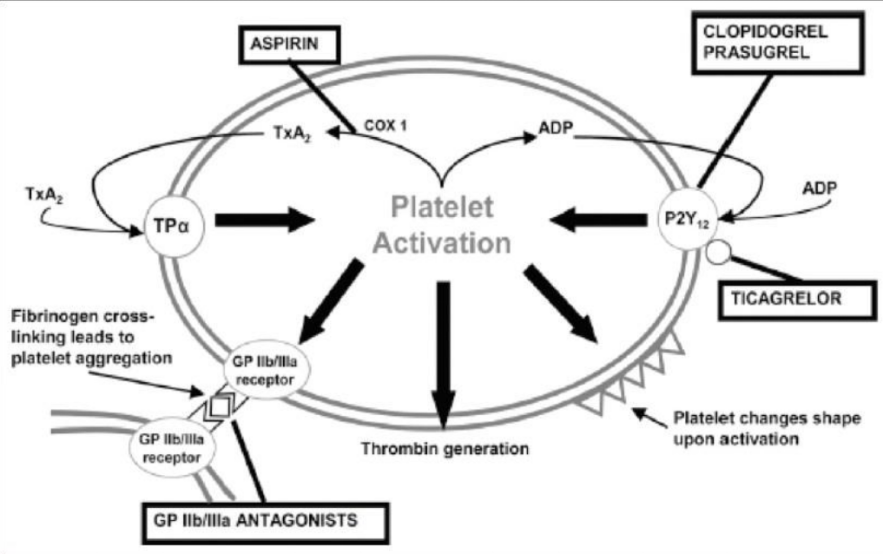 ASPIRIN
CLOPIDOGREL
PRASUGREL
TxA₂
COX 1
ADP
TxA₂
ADP
TPα
Platelet
Activation
P2Y₁₂
TICAGRELOR
Fibrinogen cross-
linking leads to
platelet aggregation
GP IIb/IIIa
receptor
GP IIb/IIIa
receptor
Thrombin generation
Platelet changes shape
upon activation
GP IIb/IIIa ANTAGONISTS